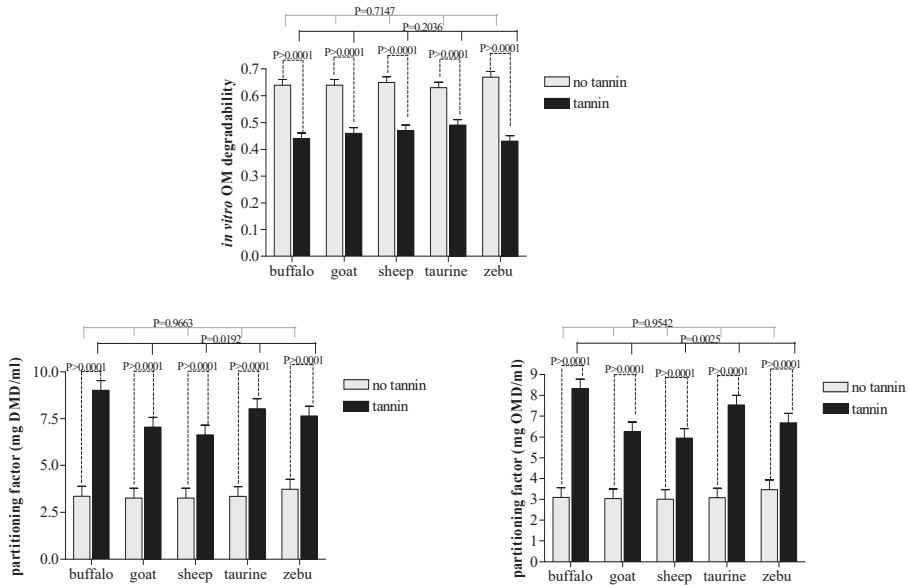 P=0.7147
P=0.2036
P>0.0001 P>0.0001 P>0.0001 P>0.0001 P>0.0001
0.7
0.6
0.5
0.4
0.3
0.2
0.1
0.0
in vitro OM degradability
no tannin
tannin
buffalo goat sheep taurine zebu
P=0.9663
P=0.0192
P>0.0001 P>0.0001 P>0.0001 P>0.0001 P>0.0001
10.0
7.5
5.0
2.5
0.0
partitioning factor (mg DMD/ml)
no tannin
tannin
buffalo goat sheep taurine zebu
P=0.9542
P=0.0025
P>0.0001 P>0.0001 P>0.0001 P>0.0001 P>0.0001
9
8
7
6
5
4
3
2
1
0
partitioning factor (mg OMD/ml)
no tannin
tannin
buffalo goat sheep taurine zebu